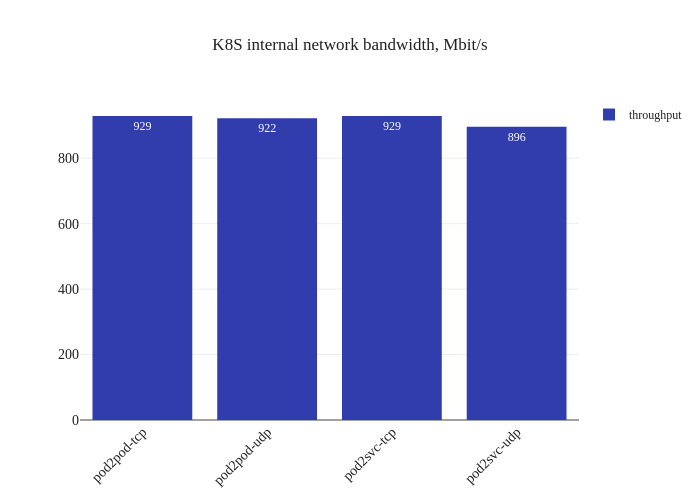 K8S internal network bandwidth, Mbit/s
throughput
929
922
929
896
800
600
400
200
0
pod2pod-tcp
pod2pod-udp
pod2svc-tcp
pod2svc-udp